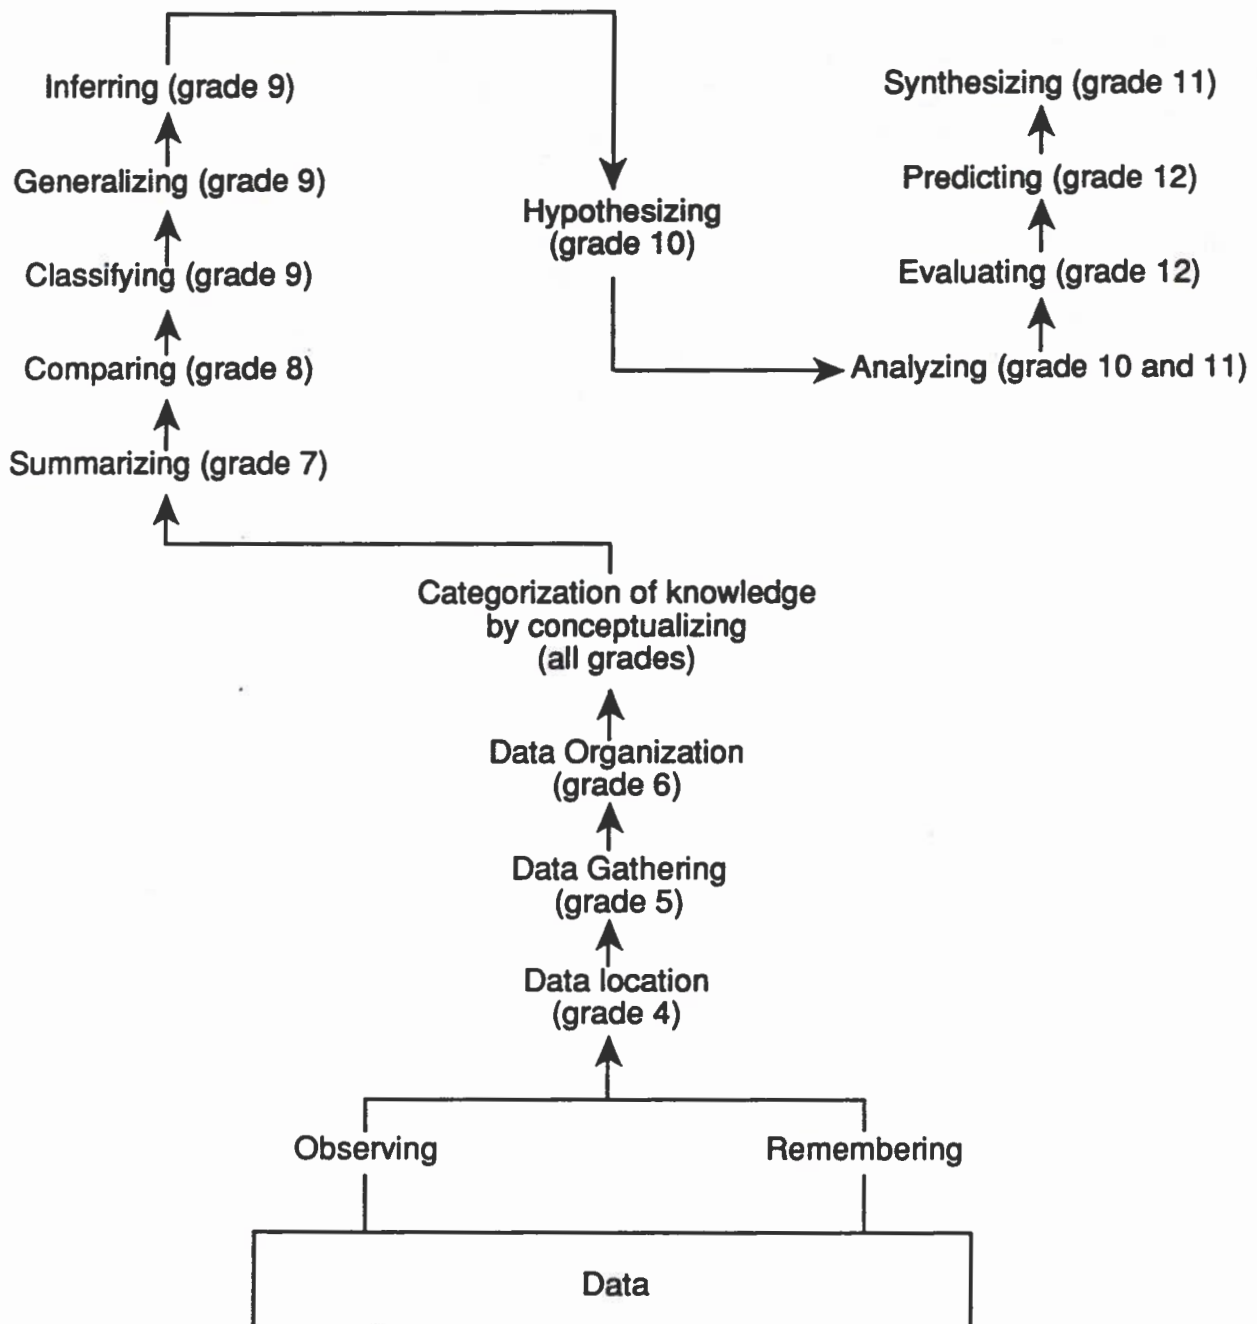 Inferring (grade 9)
Generalizing (grade 9)
Classifying (grade 9)
Comparing (grade 8)
Summarizing (grade 7)
Hypothesizing
(grade 10)
Synthesizing (grade 11)
Predicting (grade 12)
Evaluating (grade 12)
Analyzing (grade 10 and 11)
Categorization of knowledge
by conceptualizing
(all grades)
Data Organization
(grade 6)
Data Gathering
(grade 5)
Data location
(grade 4)
Observing
Remembering
Data